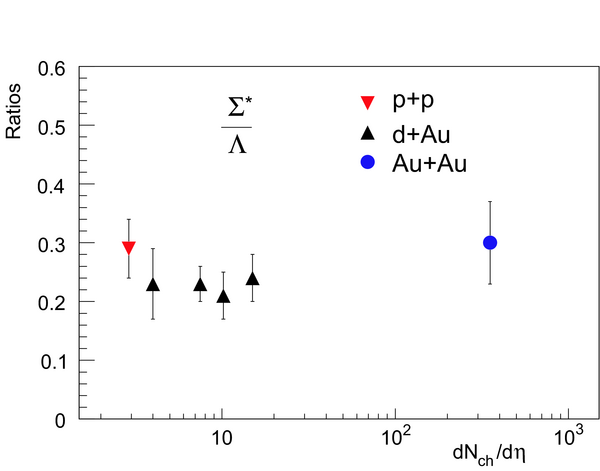 Ratios
0.6
0.5
0.4
0.3
0.2
0.1
0
Σ*
Λ
p+p
d+Au
Au+Au
10 10² 10³
dN_ch/dη